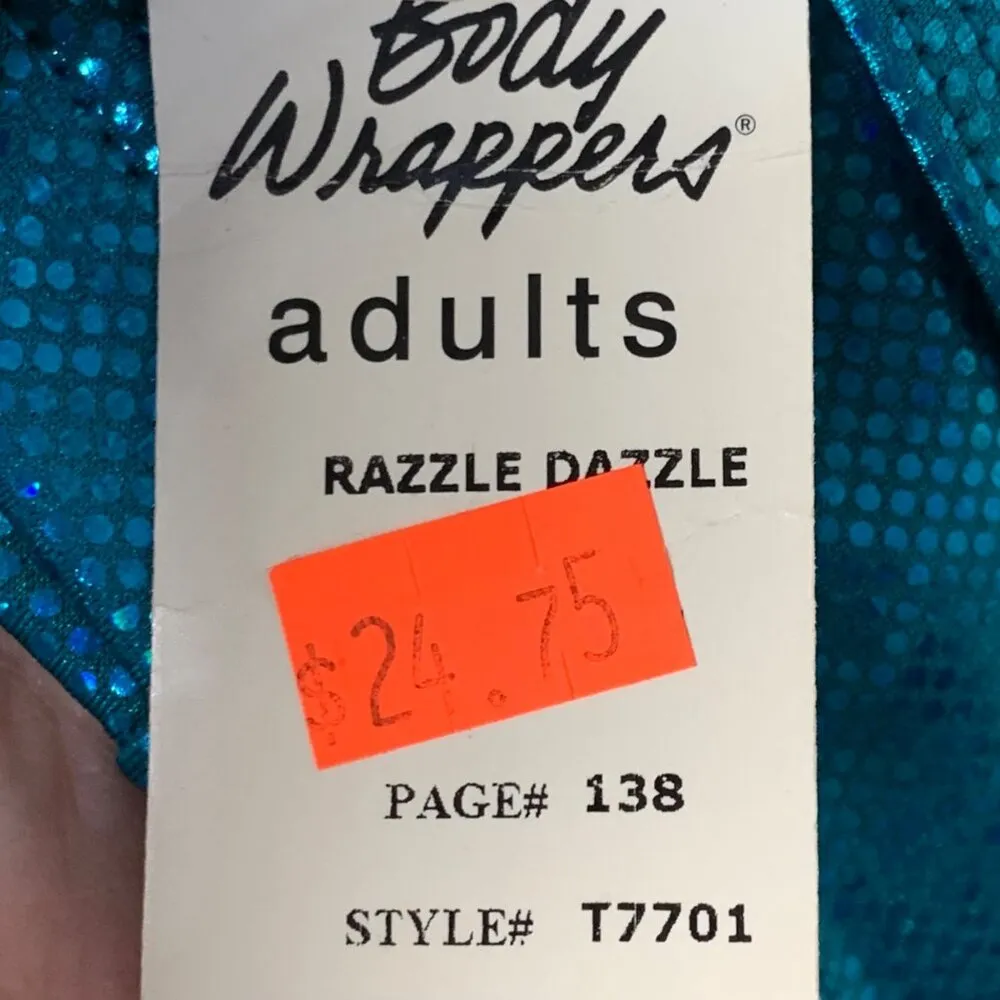 Body
Wrappers®
adults
RAZZLE DAZZLE
$24.75
PAGE# 138
STYLE# T7701